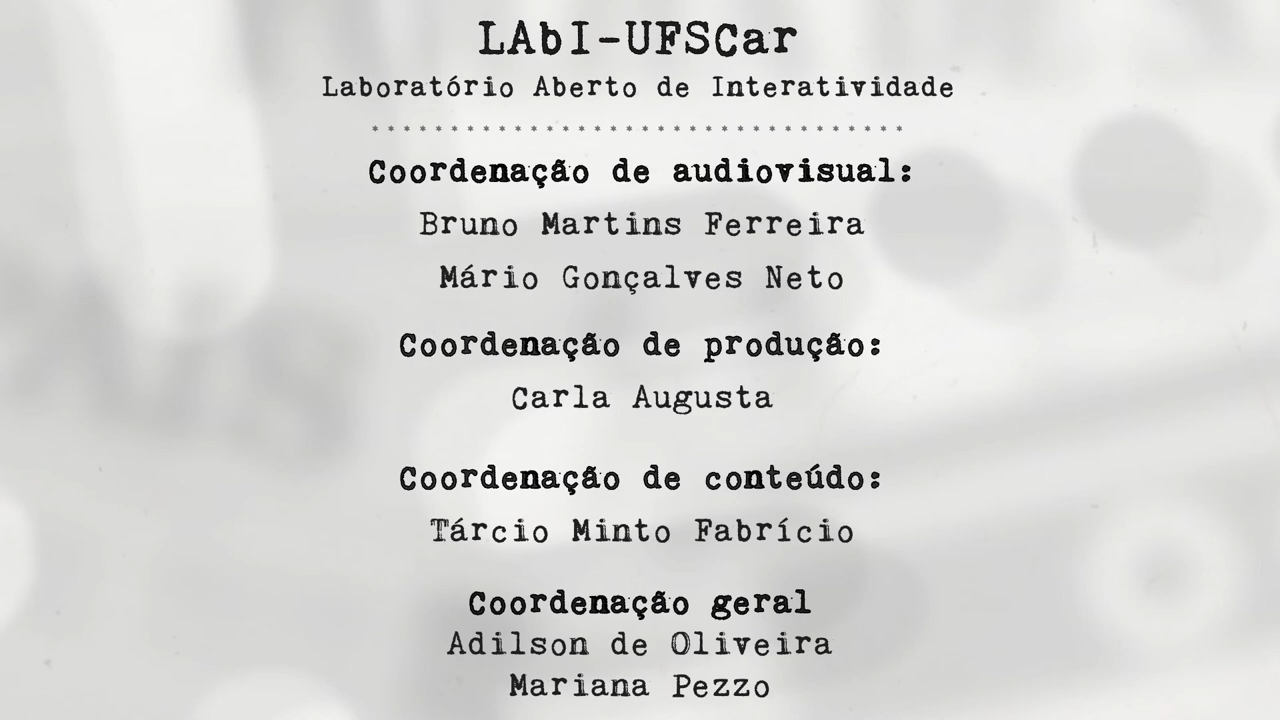 LAbI-UFSCar
Laboratório Aberto de Interatividade
Coordenação de audiovisual:
Bruno Martins Ferreira
Mário Gonçalves Neto
Coordenação de produção:
Carla Augusta
Coordenação de conteúdo:
Tárcio Minto Fabrício
Coordenação geral
Adilson de Oliveira
Mariana Pezzo